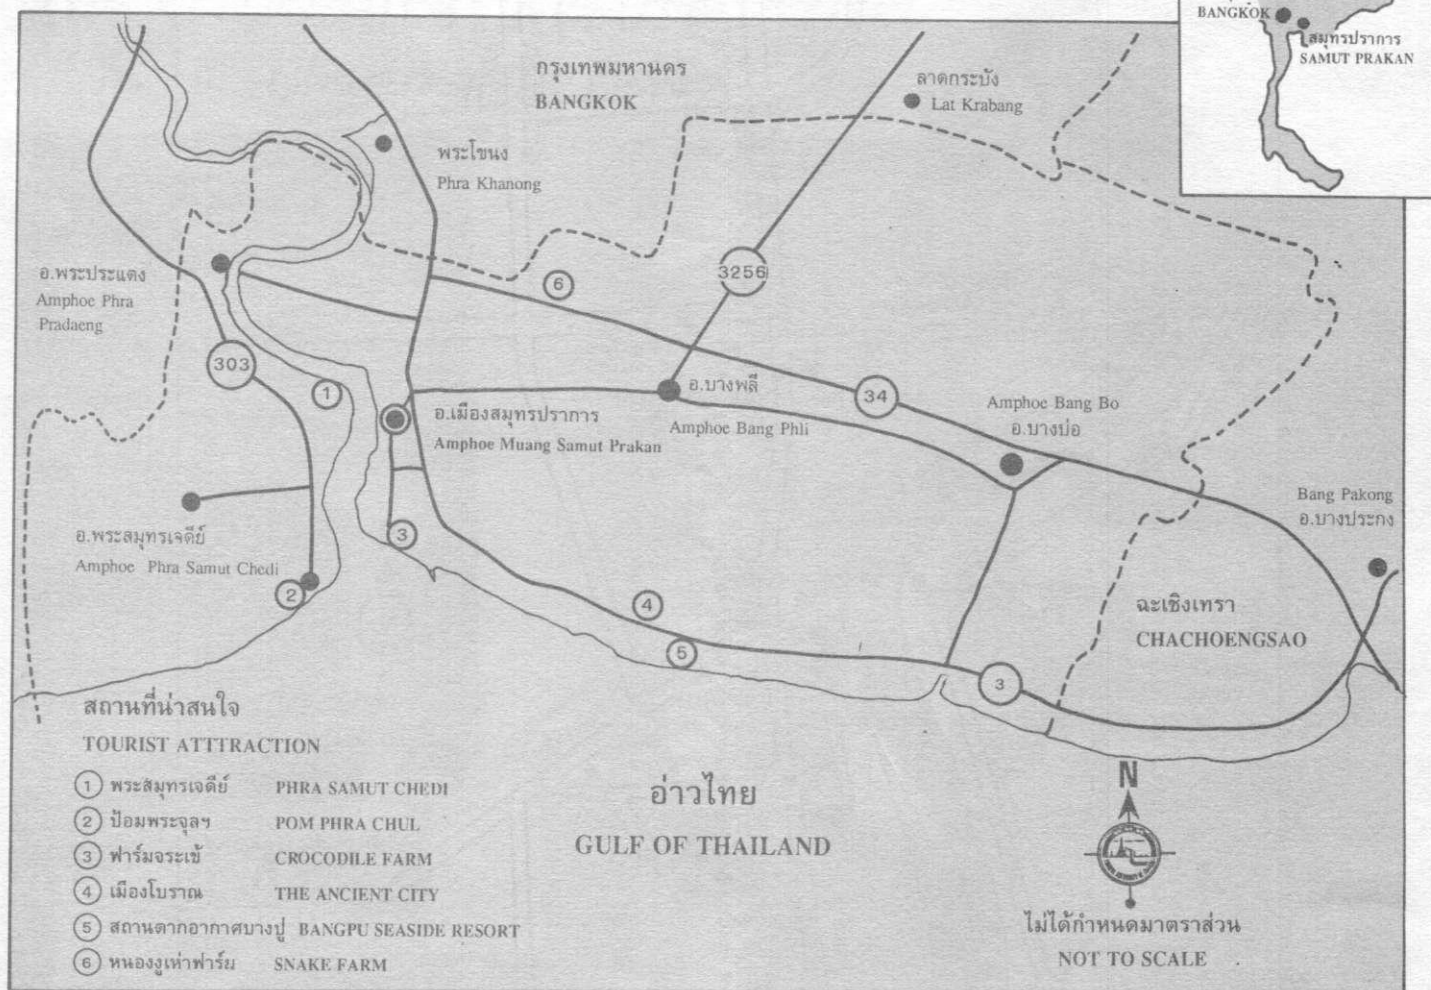 BANGKOK
สมุทรปราการ
SAMUT PRAKAN
กรุงเทพมหานคร
BANGKOK
ลาดกระบัง
Lat Krabang
พระโขนง
Phra Khanong
อ.พระประแดง
Amphoe Phra
Pradaeng
3256
6
303
1
34
อ.บางพลี
Amphoe Bang Phli
Amphoe Bang Bo
อ.บางบ่อ
อ.เมืองสมุทรปราการ
Amphoe Muang Samut Prakan
Bang Pakong
อ.บางประกง
อ.พระสมุทรเจดีย์
Amphoe Phra Samut Chedi
3
2
4
5
3
ฉะเชิงเทรา
CHACHOENGSAO
สถานที่น่าสนใจ
TOURIST ATTTRACTION
1 พระสมุทรเจดีย์ PHRA SAMUT CHEDI
2 ป้อมพระจุลฯ POM PHRA CHUL
3 ฟาร์มจระเข้ CROCODILE FARM
4 เมืองโบราณ THE ANCIENT CITY
5 สถานตากอากาศบางปู BANGPU SEASIDE RESORT
6 หนองงูเห่าฟาร์ม SNAKE FARM
อ่าวไทย
GULF OF THAILAND
N
ไม่ได้กำหนดมาตราส่วน
NOT TO SCALE